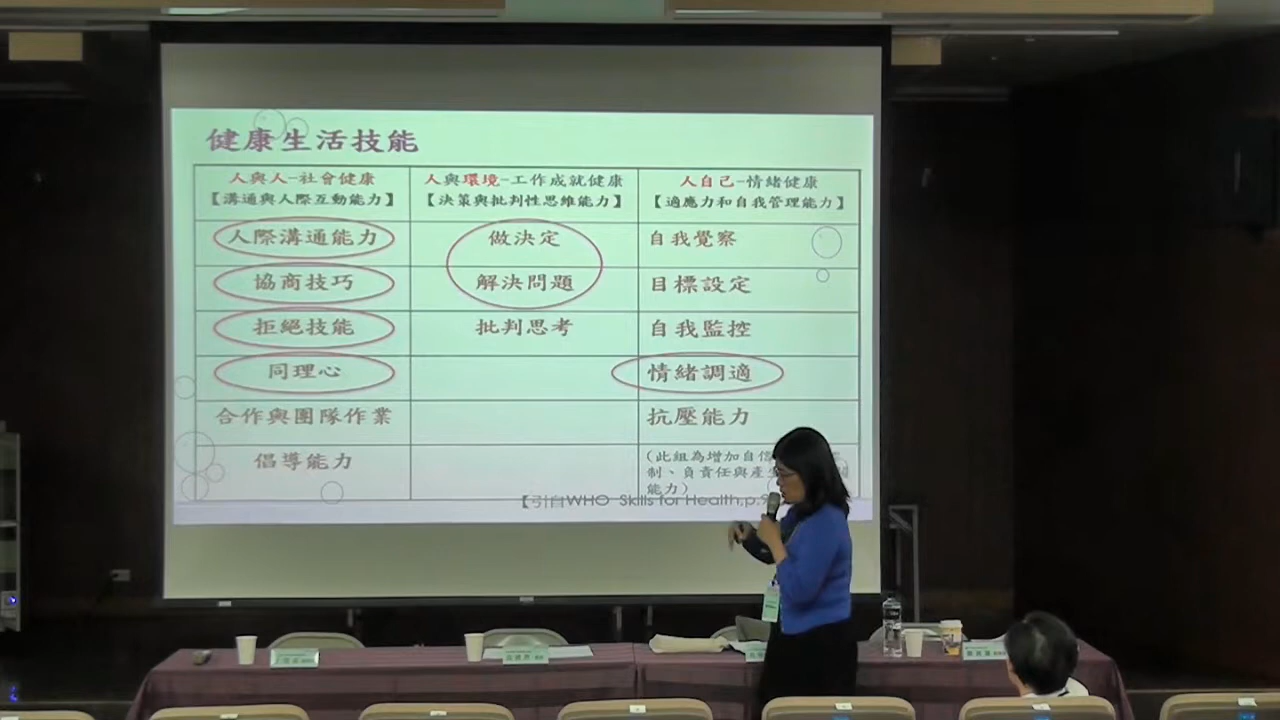 健康生活技能
人與人-社會健康
【溝通與人際互動能力】
人與環境-工作成就健康
【決策與批判性思維能力】
人自己-情緒健康
【適應力和自我管理能力】
人際溝通能力
做決定
自我覺察
協商技巧
解決問題
目標設定
拒絕技能
批判思考
自我監控
同理心
情緒調適
合作與團隊作業
抗壓能力
倡導能力
(此組為增加自信
制、負責任與產
能力)
【引自WHO Skills for Health,p.9